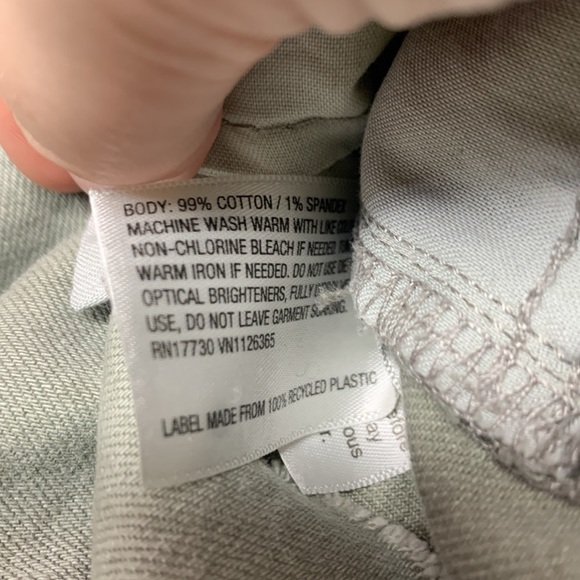 BODY: 99% COTTON / 1% SPANDEX
MACHINE WASH WARM WITH LIKE
NON-CHLORINE BLEACH IF NEEDED.
WARM IRON IF NEEDED. DO NOT USE
OPTICAL BRIGHTENERS, FULLY
USE, DO NOT LEAVE GARMENT
RN17730 VN1126365
LABEL MADE FROM 100% RECYCLED PLASTIC